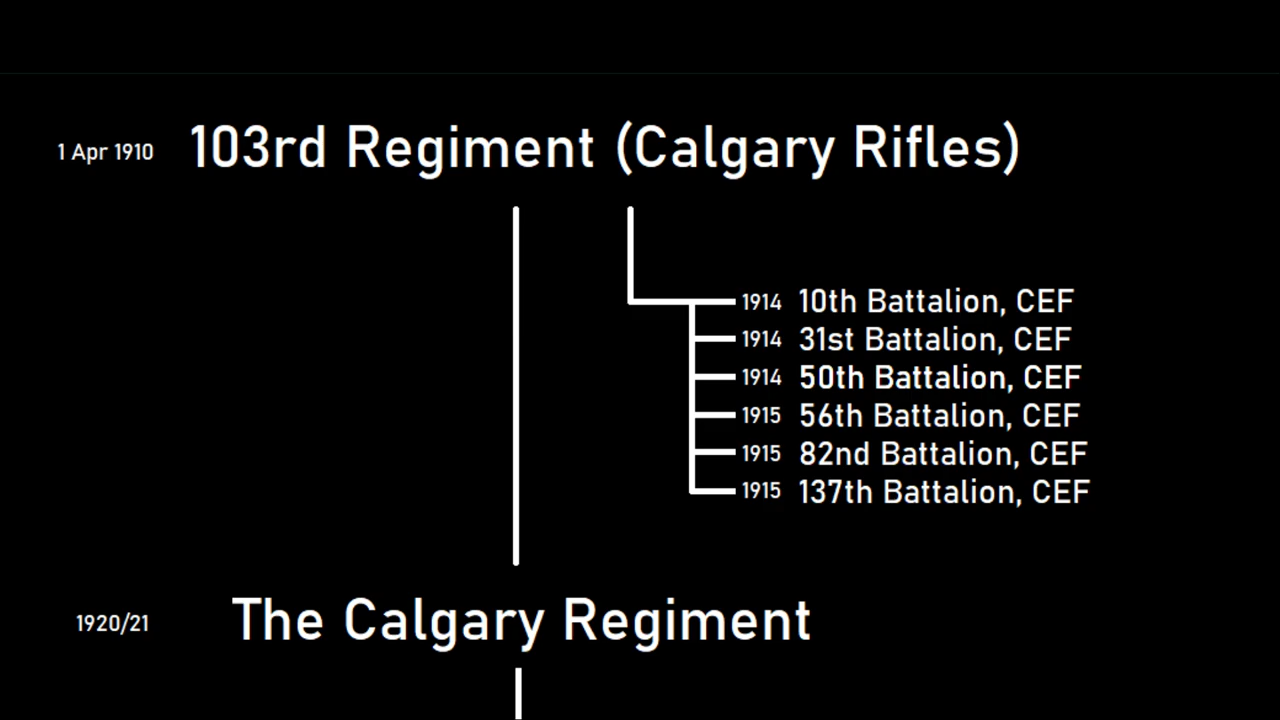 1 Apr 1910 103rd Regiment (Calgary Rifles)
1914 10th Battalion, CEF
1914 31st Battalion, CEF
1914 50th Battalion, CEF
1915 56th Battalion, CEF
1915 82nd Battalion, CEF
1915 137th Battalion, CEF
1920/21 The Calgary Regiment